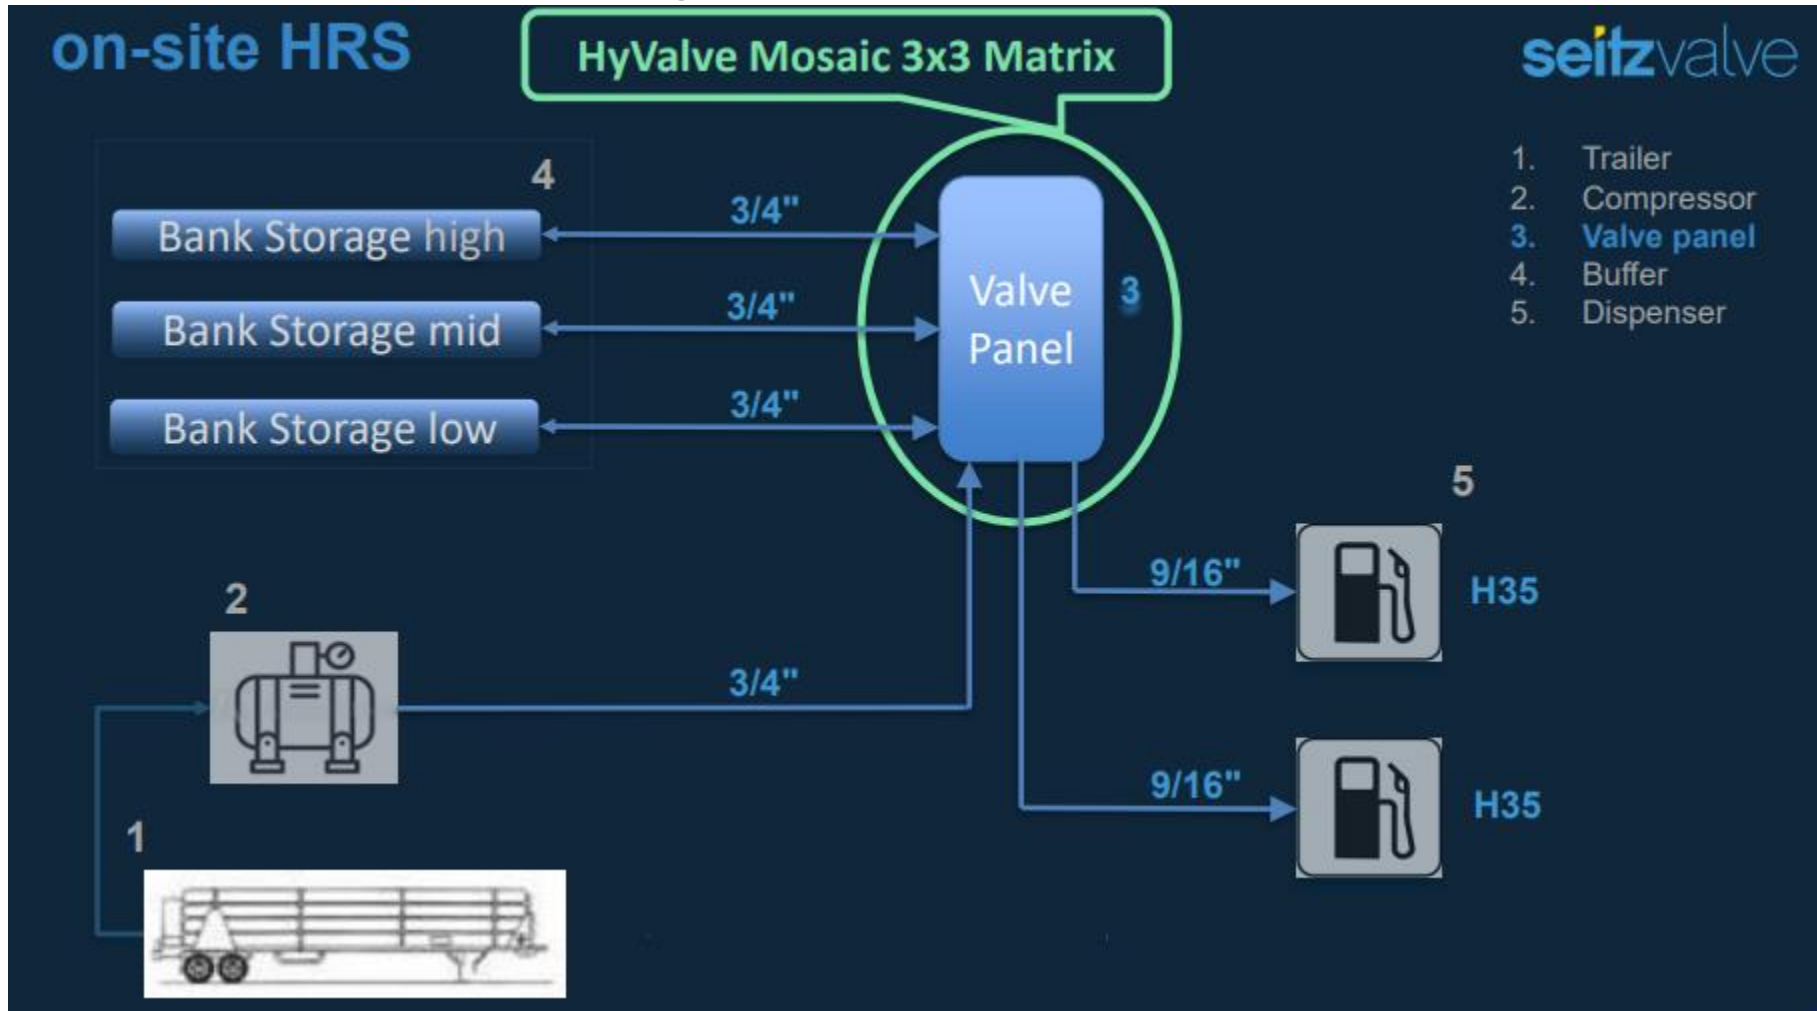 on-site HRS
HyValve Mosaic 3x3 Matrix
seitzvalve
1. Trailer
2. Compressor
3. Valve panel
4. Buffer
5. Dispenser
4
Bank Storage high
3/4"
Bank Storage mid
3/4"
Bank Storage low
3/4"
Valve
Panel
3
5
9/16"
H35
2
3/4"
9/16"
H35
1